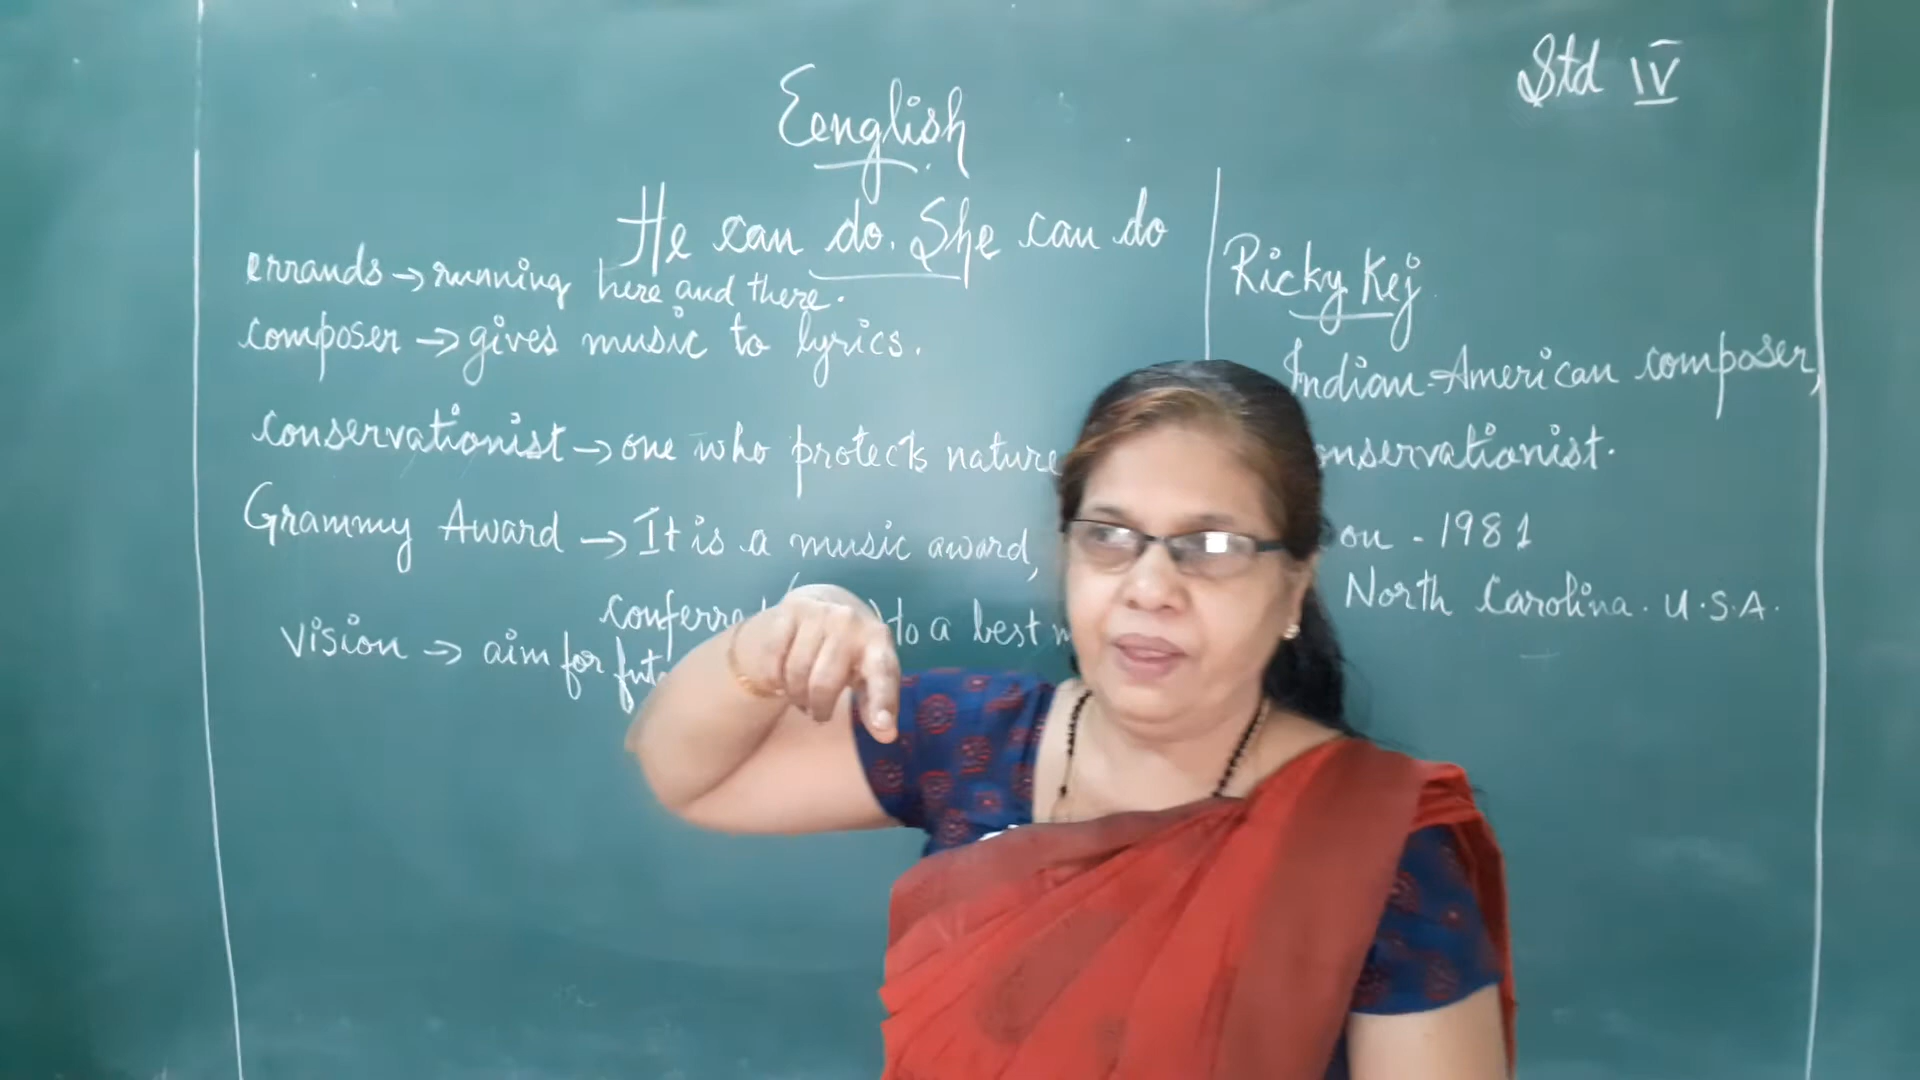 Std IV
Eenglish
He can do. She can do
errands → running here and there.
composer → gives music to lyrics.
conservationist → one who protects nature
Grammy Award → It is a music award,
to a best
vision → aim for
Ricky Kej
Indian-American composer,
1981
North Carolina. U.S.A.